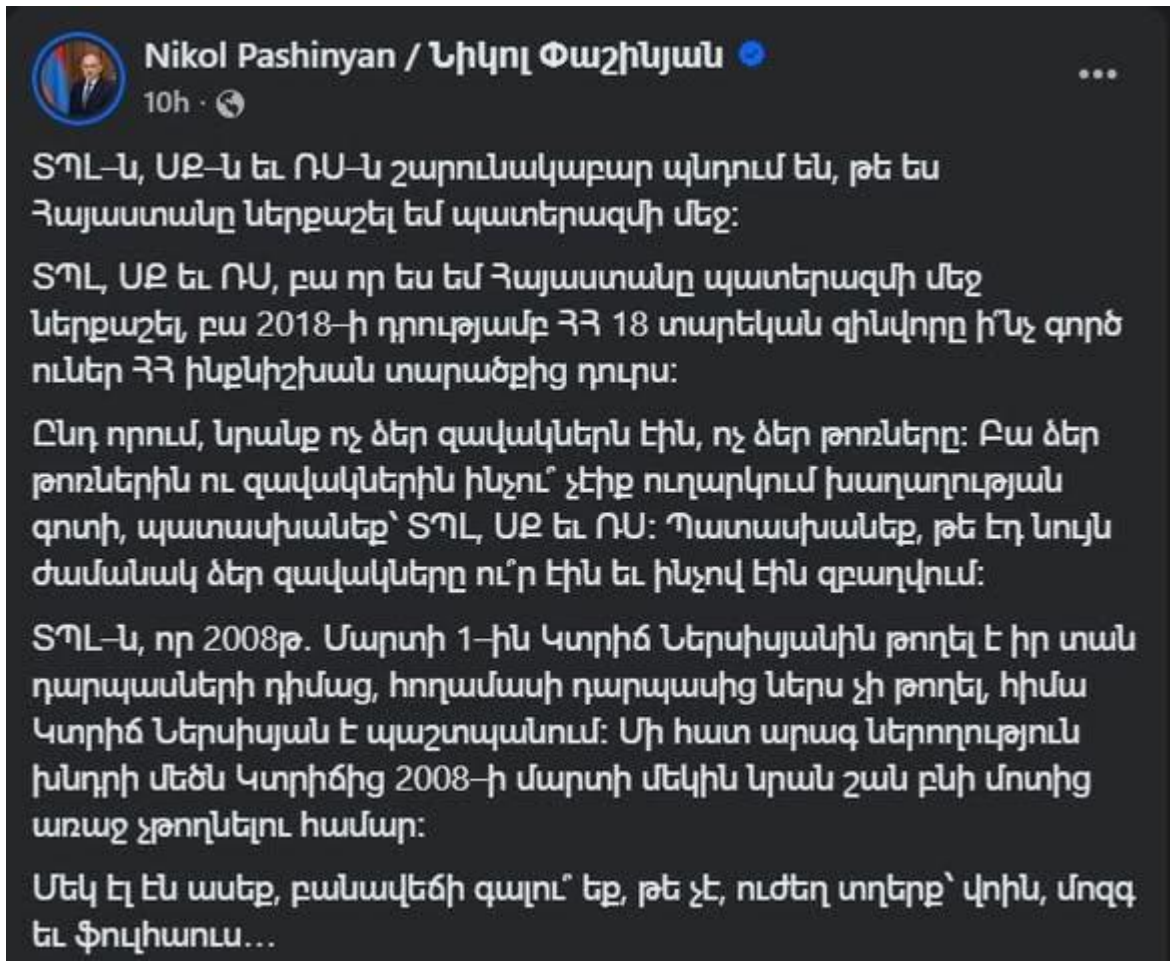 Nikol Pashinyan / Նիկոլ Փաշինյան
10h ·
ՏՊԼ–ն, ՍՔ–ն եւ ՌՍ–ն շարունակաբար պնդում են, թե ես
Հայաստանը ներքաշել եմ պատերազմի մեջ:
ՏՊԼ, ՍՔ եւ ՌՍ, բա որ ես եմ Հայաստանը պատերազմի մեջ
ներքաշել, բա 2018–ի դրությամբ ՀՀ 18 տարեկան զինվորը ի՞նչ գործ
ուներ ՀՀ ինքնիշխան տարածքից դուրս:
Ընդ որում, նրանք ոչ ձեր զավակներն էին, ոչ ձեր թոռները: Բա ձեր
թոռներին ու զավակներին ինչու՞ չէիք ուղարկում խաղաղության
գոտի, պատասխանեք՝ ՏՊԼ, ՍՔ եւ ՌՍ: Պատասխանեք, թե էդ նույն
ժամանակ ձեր զավակները ու՞ր էին եւ ինչով էին զբաղվում:
ՏՊԼ–ն, որ 2008թ. Մարտի 1–ին Կտրիճ Ներսիսյանին թողել է իր տան
դարպասների դիմաց, հողամասի դարպասից ներս չի թողել, հիմա
Կտրիճ Ներսիսյան է պաշտպանում: Մի հատ արագ ներողություն
խնդրի մեծն Կտրիճից 2008–ի մարտի մեկին նրան շան բնի մոտից
առաջ չթողնելու համար:
Մեկ էլ էն ասեք, բանավեճի գալու՞ եք, թե չէ, ուժեղ տղերք՝ վոին, մոզգ
եւ ֆուլհաուս...